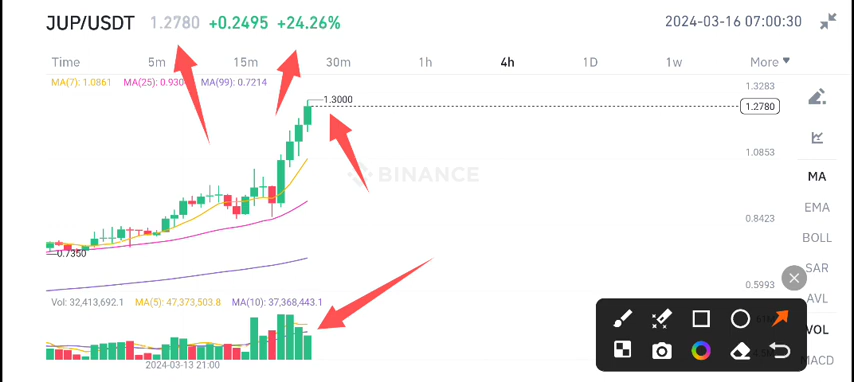 JUP/USDT 1.2780 +0.2495 +24.26% 2024-03-16 07:00:30
Time 5m 15m 30m 1h 4h 1D 1w More
MA(7): 1.0861 MA(25): 0.930 MA(99): 0.7214
1.3283
1.3000
1.2780
1.0853
BINANCE
MA
EMA
0.8423
BOLL
0.7350
SAR
0.5993
AVL
Vol: 32,413,692.1 MA(5): 47,373,503.8 MA(10): 37,368,443.1
VOL
MACD
2024-03-13 21:00